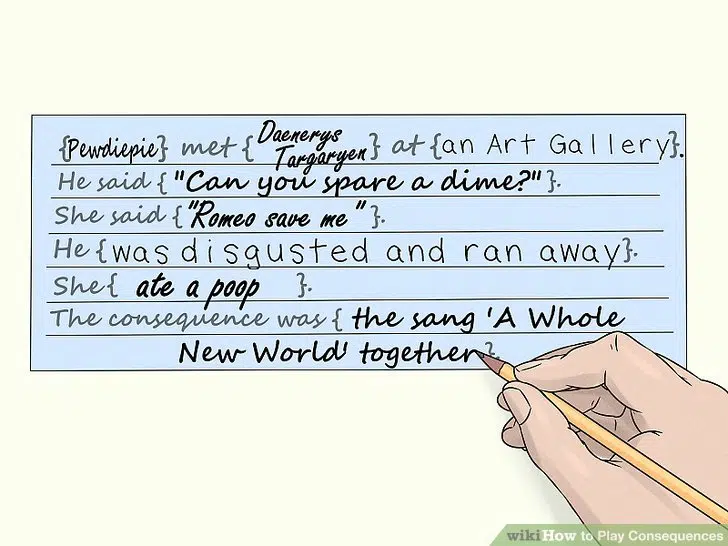 {Pewdiepie} met {Daenerys Targaryen} at {an Art Gallery}.
He said {"Can you spare a dime?"}.
She said {"Romeo save me"}.
He {was disgusted and ran away}.
She { ate a poop }.
The consequence was { the sang 'A Whole
New World' together}
wikiHow to Play Consequences